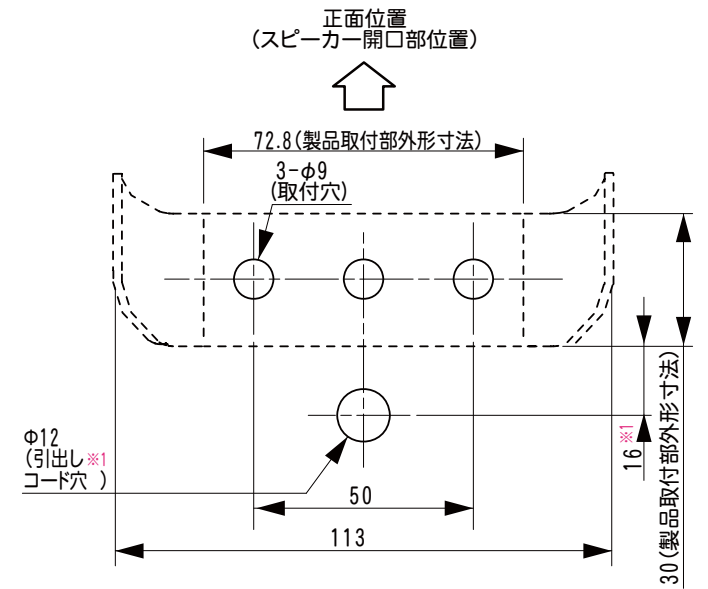 正面位置
（スピーカー開口部位置）
72.8（製品取付部外形寸法）
3-φ9
（取付穴）
Φ12
（引出し※1
コード穴 ）
50
113
16※1
30（製品取付部外形寸法）